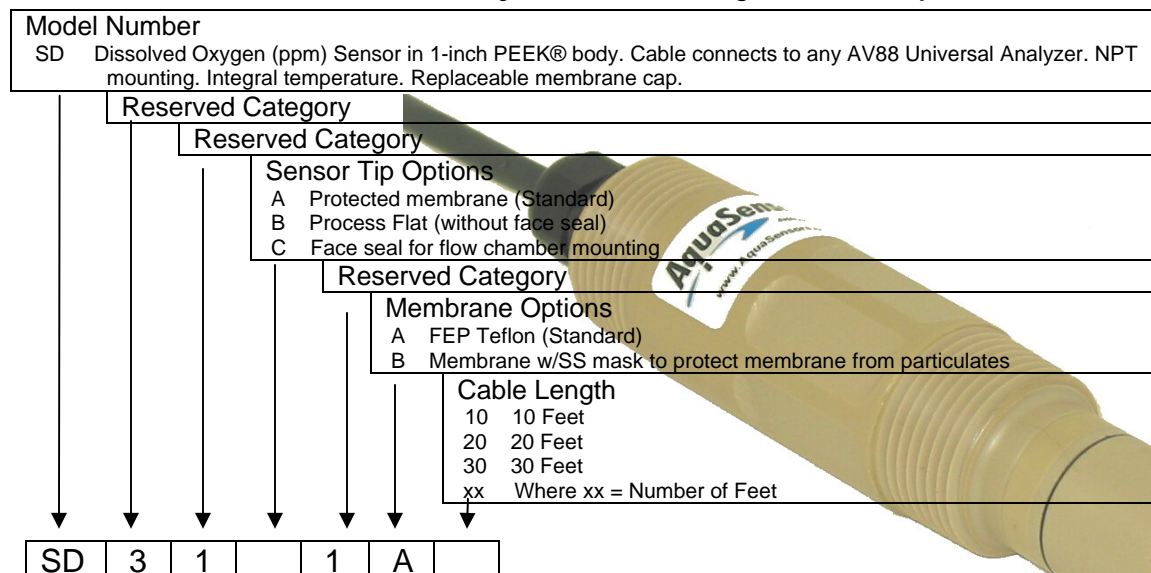 Model Number
SD Dissolved Oxygen (ppm) Sensor in 1-inch PEEK® body. Cable connects to any AV88 Universal Analyzer. NPT
mounting. Integral temperature. Replaceable membrane cap.
Reserved Category
Reserved Category
Sensor Tip Options
A Protected membrane (Standard)
B Process Flat (without face seal)
C Face seal for flow chamber mounting
Reserved Category
Membrane Options
A FEP Teflon (Standard)
B Membrane w/SS mask to protect membrane from particulates
Cable Length
10 10 Feet
20 20 Feet
30 30 Feet
xx Where xx = Number of Feet
SD 3 1 1 A
AquaSens
www.AquaSensors